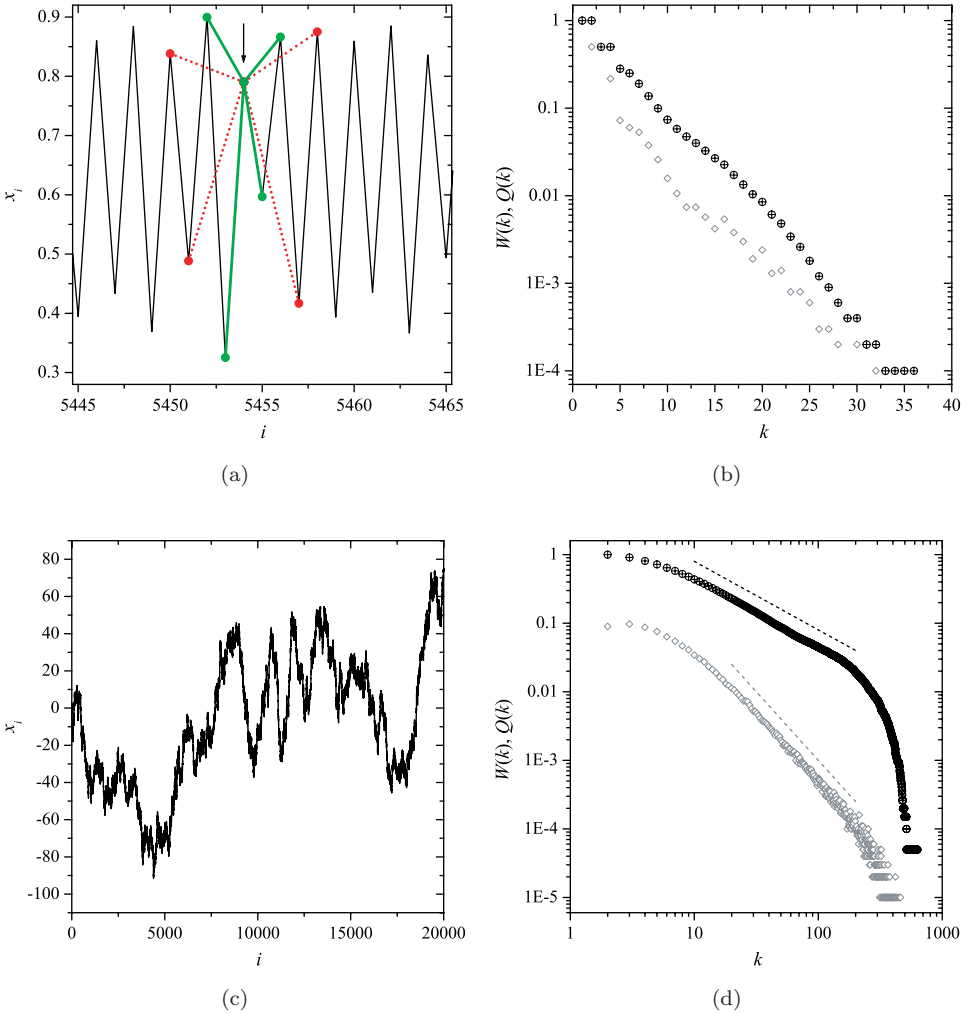 0.9
0.8
0.7
0.6
0.5
0.4
0.3
x_i
5445 5450 5455 5460 5465
i
(a)
1
0.1
0.01
1E-3
1E-4
W(k), Q(k)
0 5 10 15 20 25 30 35 40
k
(b)
80
60
40
20
0
-20
-40
-60
-80
-100
x_i
0 5000 10000 15000 20000
i
(c)
1
0.1
0.01
1E-3
1E-4
1E-5
W(k), Q(k)
1 10 100 1000
k
(d)